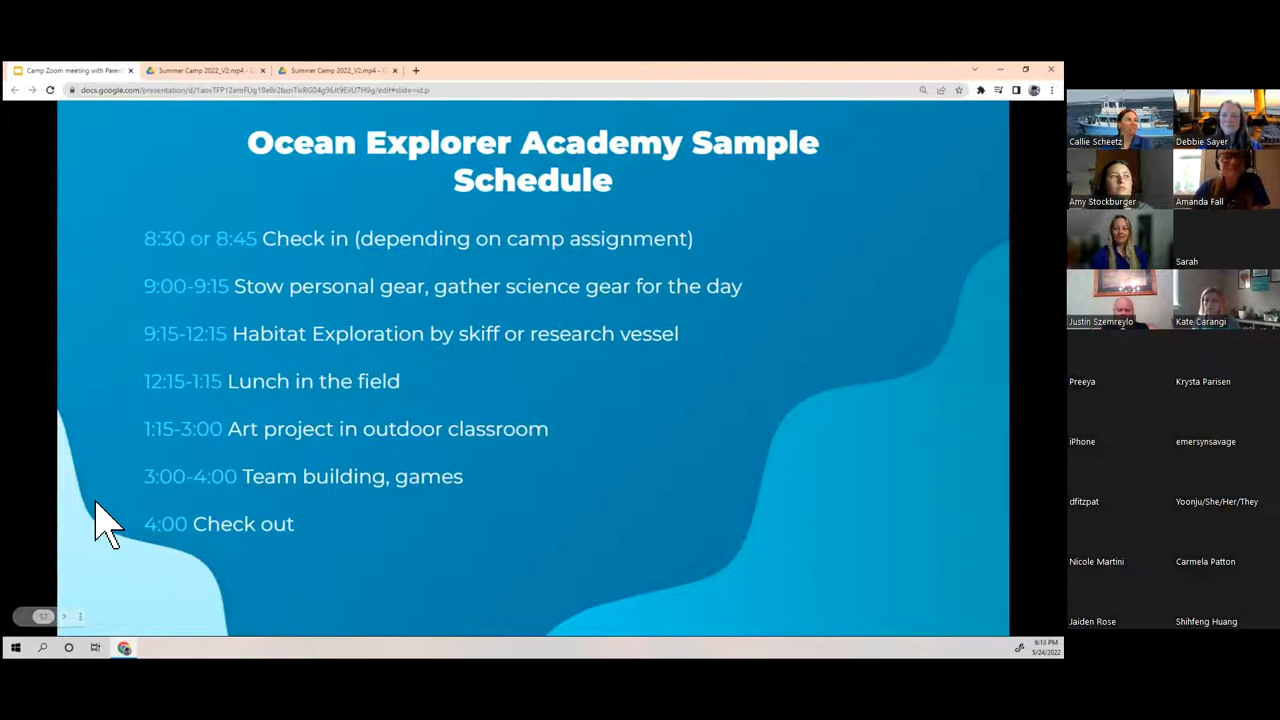 Camp Zoom meeting with Paren
Summer Camp 2022_V2.mp4 - G
Summer Camp 2022_V2.mp4 - G
Ocean Explorer Academy Sample
Schedule
8:30 or 8:45 Check in (depending on camp assignment)
9:00-9:15 Stow personal gear, gather science gear for the day
9:15-12:15 Habitat Exploration by skiff or research vessel
12:15-1:15 Lunch in the field
1:15-3:00 Art project in outdoor classroom
3:00-4:00 Team building, games
4:00 Check out
17
6:13 PM
5/24/2022
Callie Scheetz
Debbie Sayer
Amy Stockburger
Amanda Fall
Sarah
Justin Szemreylo
Kate Carangi
Preeya
Krysta Parisen
iPhone
emersynsavage
dfitzpat
Yoonju/She/Her/They
Nicole Martini
Carmela Patton
Jaiden Rose
Shihfeng Huang